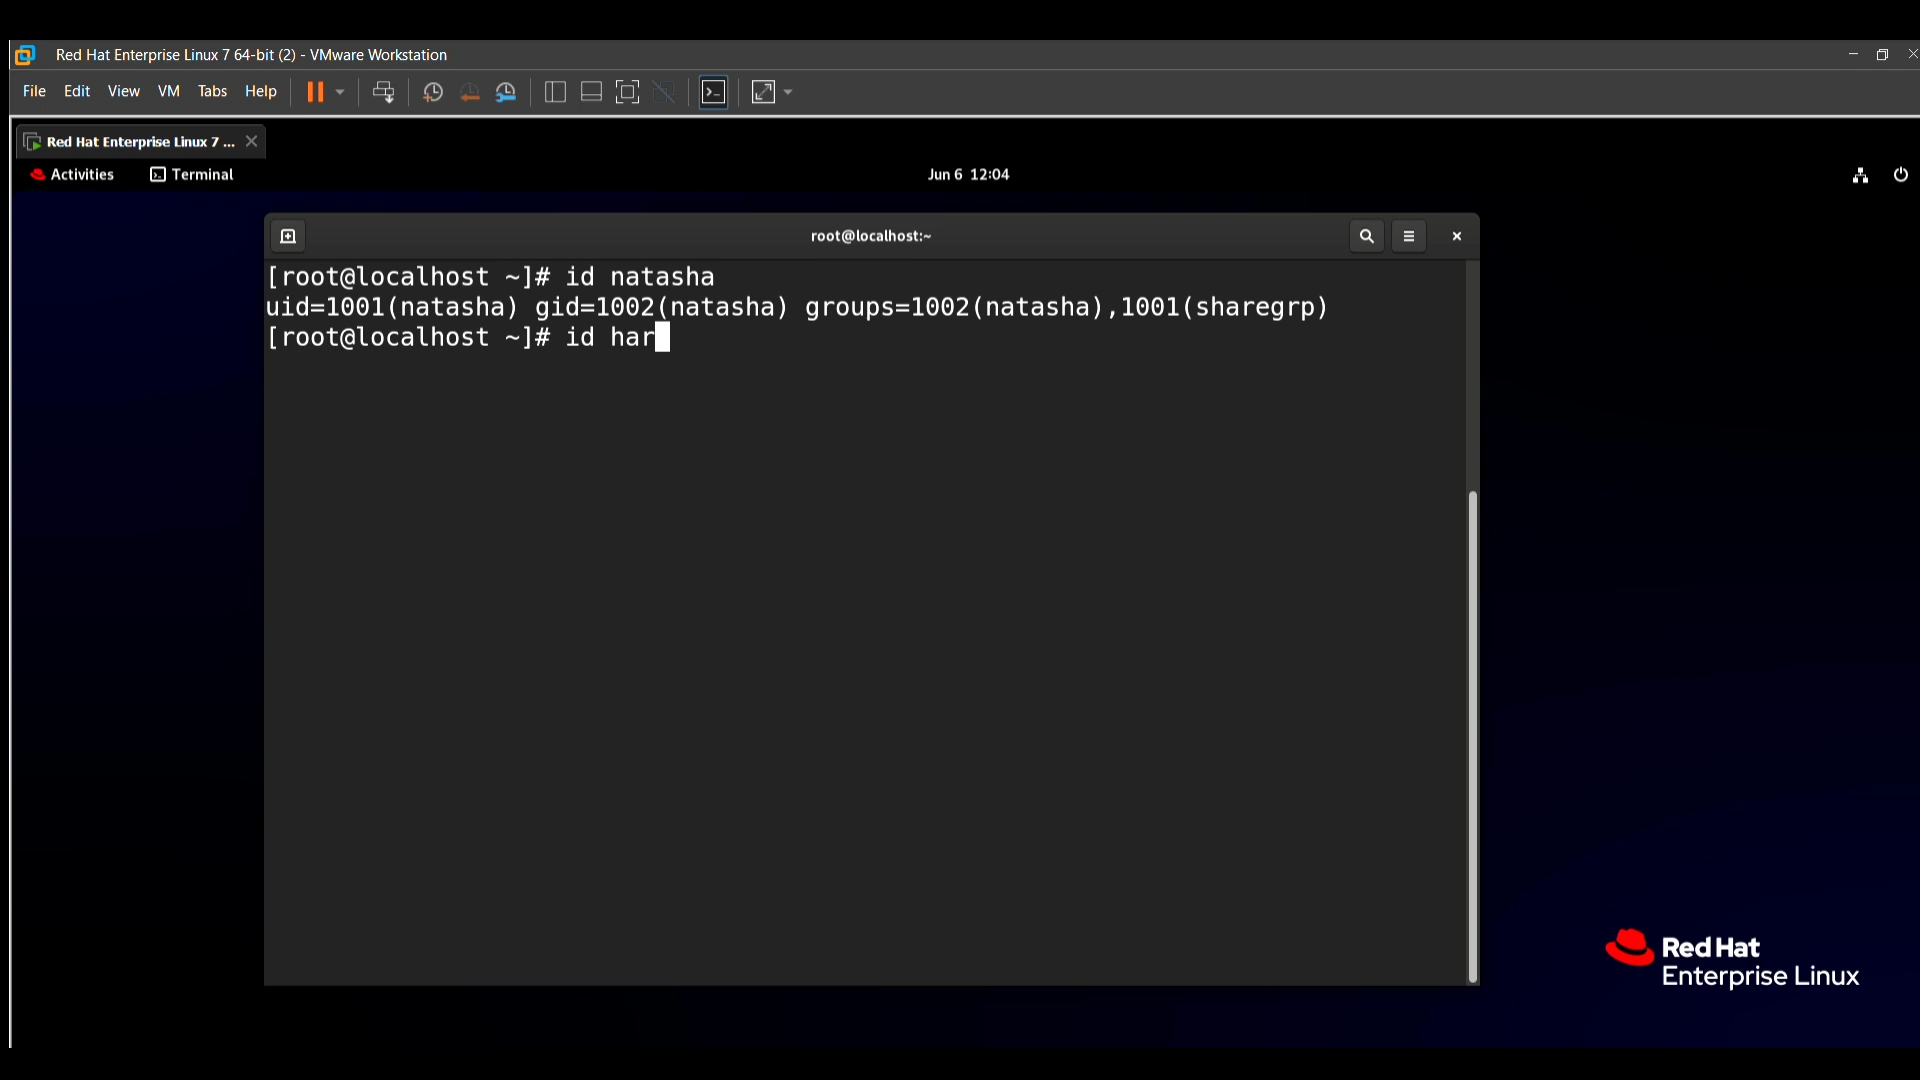 Red Hat Enterprise Linux 7 64-bit (2) - VMware Workstation
File Edit View VM Tabs Help
Red Hat Enterprise Linux 7 ...
Activities Terminal Jun 6 12:04
root@localhost:~
[root@localhost ~]# id natasha
uid=1001(natasha) gid=1002(natasha) groups=1002(natasha),1001(sharegrp)
[root@localhost ~]# id har
Red Hat
Enterprise Linux